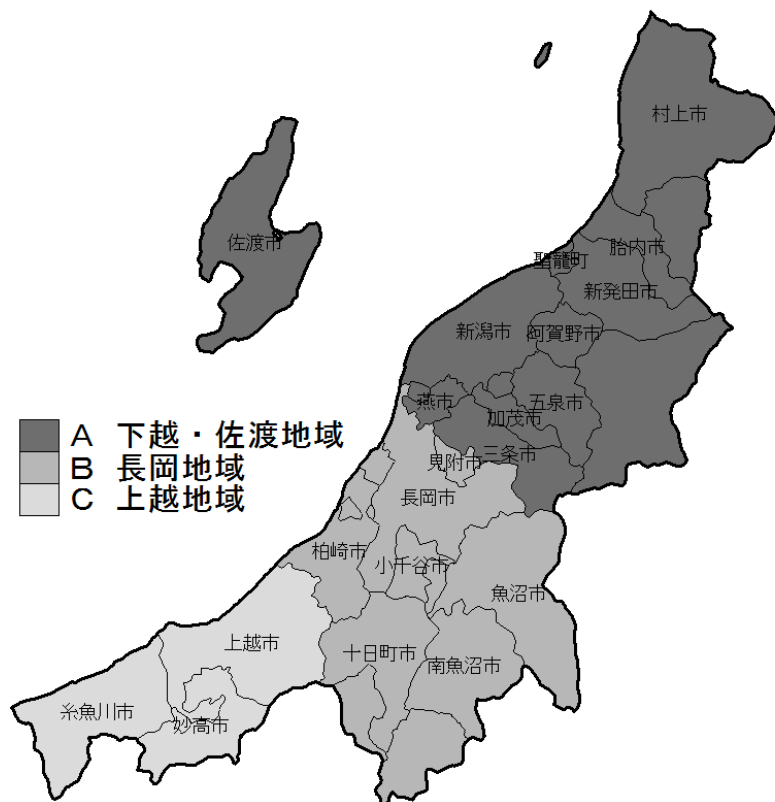 村上市
佐渡市
胎内市
聖籠町
新発田市
新潟市
阿賀野市
燕市
五泉市
加茂市
三条市
見附市
長岡市
A 下越・佐渡地域
B 長岡地域
C 上越地域
柏崎市
小千谷市
魚沼市
上越市
十日町市
南魚沼市
糸魚川市
妙高市